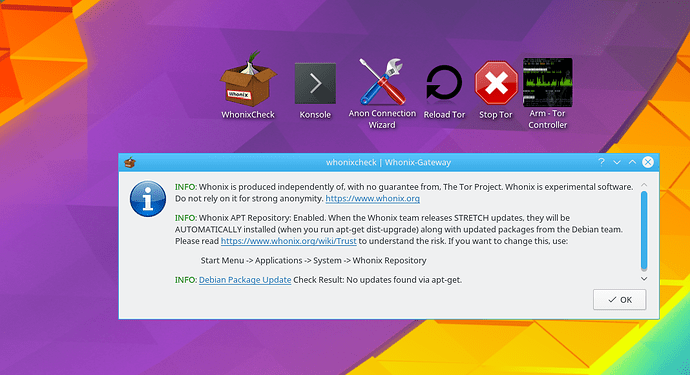 WhoniX
WhonixCheck
Konsole
Anon Connection
Wizard
Reload Tor
Stop Tor
Arm - Tor
Controller
whonixcheck | Whonix-Gateway
INFO: Whonix is produced independently of, with no guarantee from, The Tor Project. Whonix is experimental software.
Do not rely on it for strong anonymity. https://www.whonix.org
INFO: Whonix APT Repository: Enabled. When the Whonix team releases STRETCH updates, they will be
AUTOMATICALLY installed (when you run apt-get dist-upgrade) along with updated packages from the Debian team.
Please read https://www.whonix.org/wiki/Trust to understand the risk. If you want to change this, use:
Start Menu -> Applications -> System -> Whonix Repository
INFO: Debian Package Update Check Result: No updates found via apt-get.
OK